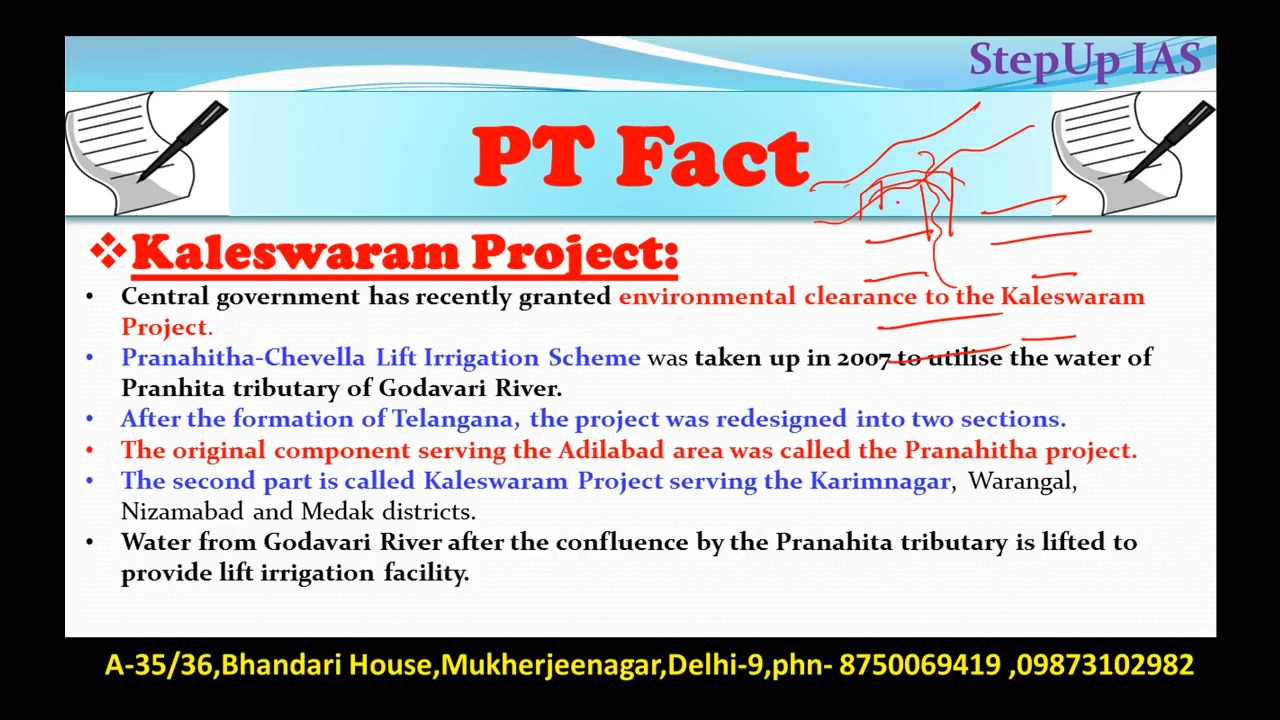 StepUp IAS
PT Fact
❖Kaleswaram Project:
• Central government has recently granted environmental clearance to the Kaleswaram
Project.
• Pranahitha-Chevella Lift Irrigation Scheme was taken up in 2007 to utilise the water of
Pranhita tributary of Godavari River.
• After the formation of Telangana, the project was redesigned into two sections.
• The original component serving the Adilabad area was called the Pranahitha project.
• The second part is called Kaleswaram Project serving the Karimnagar, Warangal,
Nizamabad and Medak districts.
• Water from Godavari River after the confluence by the Pranahita tributary is lifted to
provide lift irrigation facility.
A-35/36,Bhandari House,Mukherjeenagar,Delhi-9,phn- 8750069419 ,09873102982